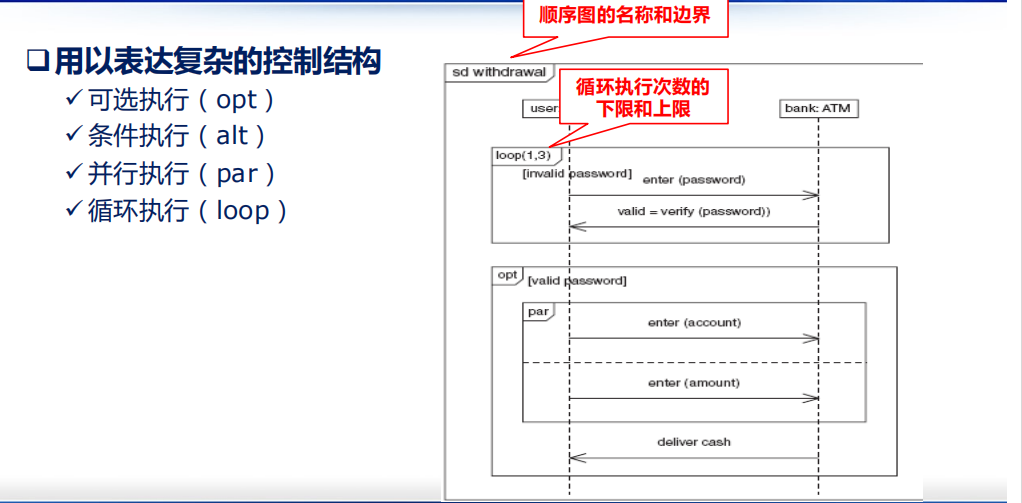 顺序图的名称和边界
❑用以表达复杂的控制结构
✓可选执行（opt）
✓条件执行（alt）
✓并行执行（par）
✓循环执行（loop）
sd withdrawal
循环执行次数的
下限和上限
user
bank: ATM
loop(1,3)
[invalid password]
enter (password)
valid = verify (password))
opt
[valid password]
par
enter (account)
enter (amount)
deliver cash